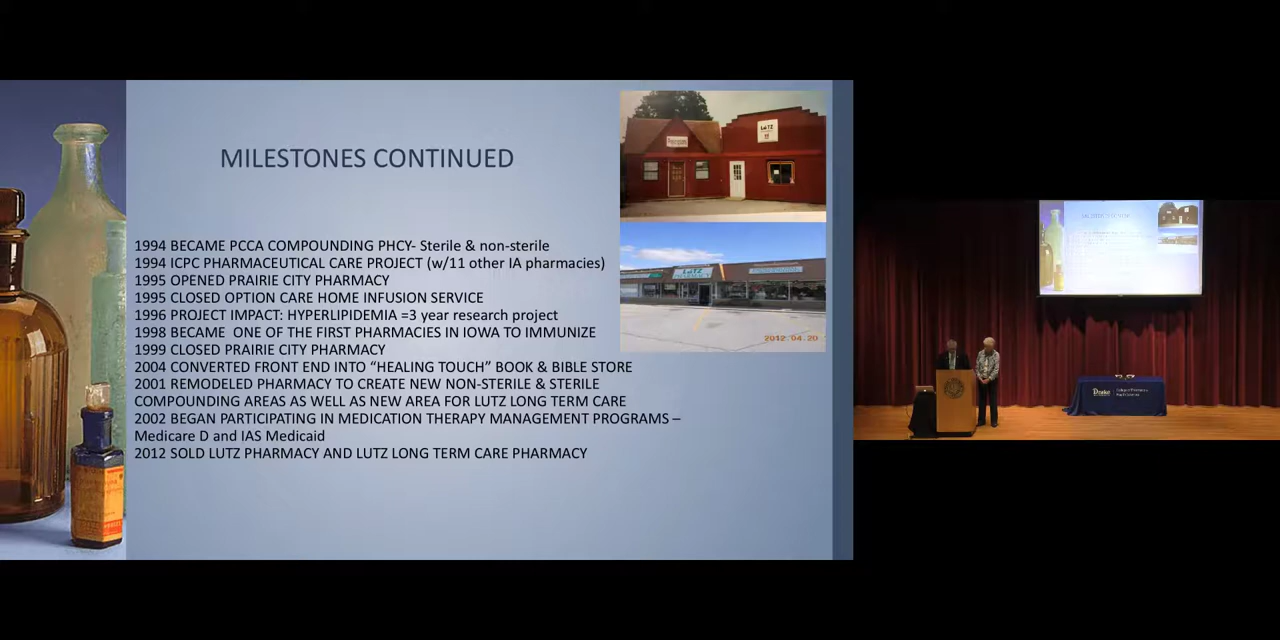 MILESTONES CONTINUED
1994 BECAME PCCA COMPOUNDING PHCY- Sterile & non-sterile
1994 ICPC PHARMACEUTICAL CARE PROJECT (w/11 other IA pharmacies)
1995 OPENED PRAIRIE CITY PHARMACY
1995 CLOSED OPTION CARE HOME INFUSION SERVICE
1996 PROJECT IMPACT: HYPERLIPIDEMIA =3 year research project
1998 BECAME  ONE OF THE FIRST PHARMACIES IN IOWA TO IMMUNIZE
1999 CLOSED PRAIRIE CITY PHARMACY
2004 CONVERTED FRONT END INTO “HEALING TOUCH” BOOK & BIBLE STORE
2001 REMODELED PHARMACY TO CREATE NEW NON-STERILE & STERILE
COMPOUNDING AREAS AS WELL AS NEW AREA FOR LUTZ LONG TERM CARE
2002 BEGAN PARTICIPATING IN MEDICATION THERAPY MANAGEMENT PROGRAMS –
Medicare D and IAS Medicaid
2012 SOLD LUTZ PHARMACY AND LUTZ LONG TERM CARE PHARMACY
LUTZ
LUTZ
PHARMACY
2012.04.20
Drake